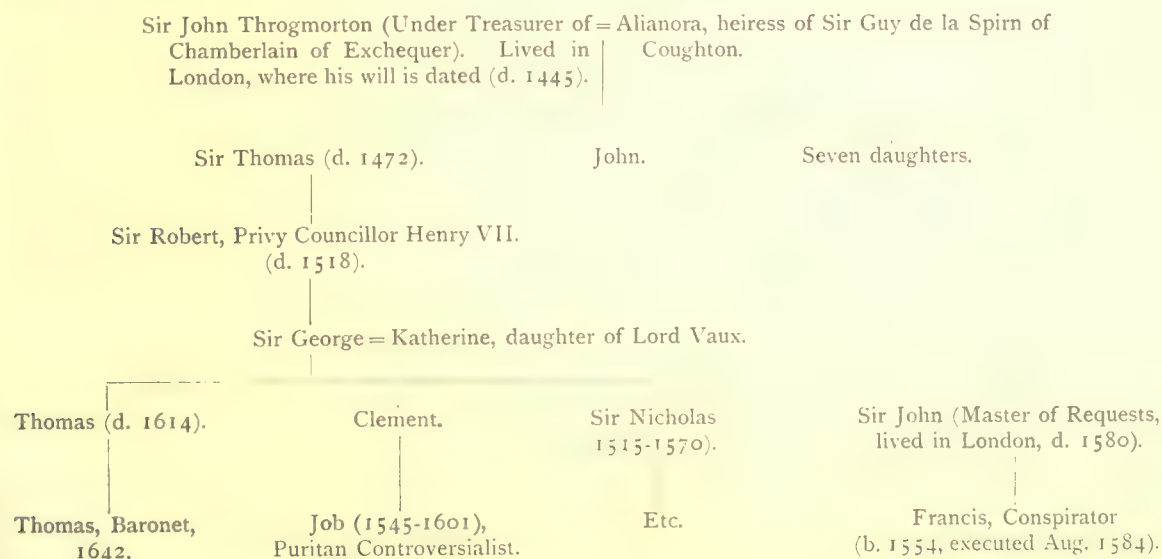 Sir John Throgmorton (Under Treasurer of = Alianora, heiress of Sir Guy de la Spirn of
Chamberlain of Exchequer). Lived in Coughton.
London, where his will is dated (d. 1445).
Sir Thomas (d. 1472). John. Seven daughters.
Sir Robert, Privy Councillor Henry VII.
(d. 1518).
Sir George = Katherine, daughter of Lord Vaux.
Thomas (d. 1614). Clement. Sir Nicholas Sir John (Master of Requests,
1515-1570). lived in London, d. 1580).
Thomas, Baronet, Job (1545-1601), Etc. Francis, Conspirator
1642. Puritan Controversialist. (b. 1554, executed Aug. 1584).